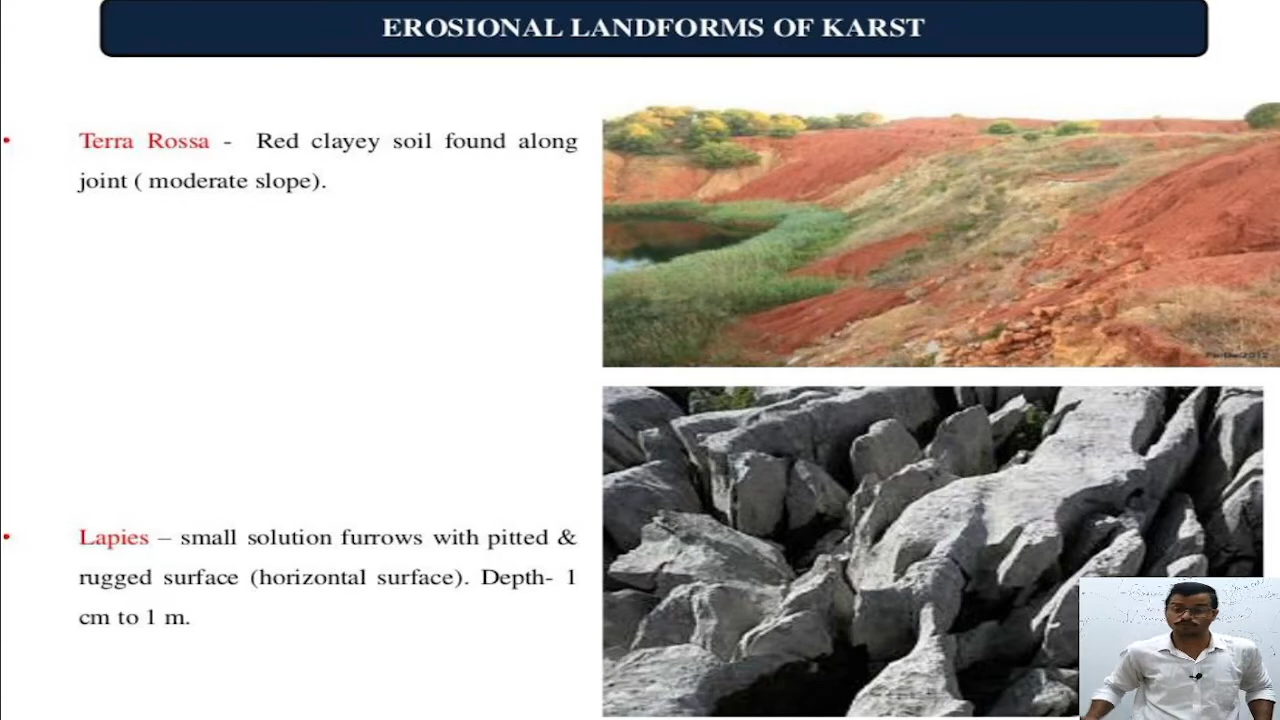 EROSIONAL LANDFORMS OF KARST
• Terra Rossa - Red clayey soil found along
joint ( moderate slope).
• Lapies – small solution furrows with pitted &
rugged surface (horizontal surface). Depth- 1
cm to 1 m.